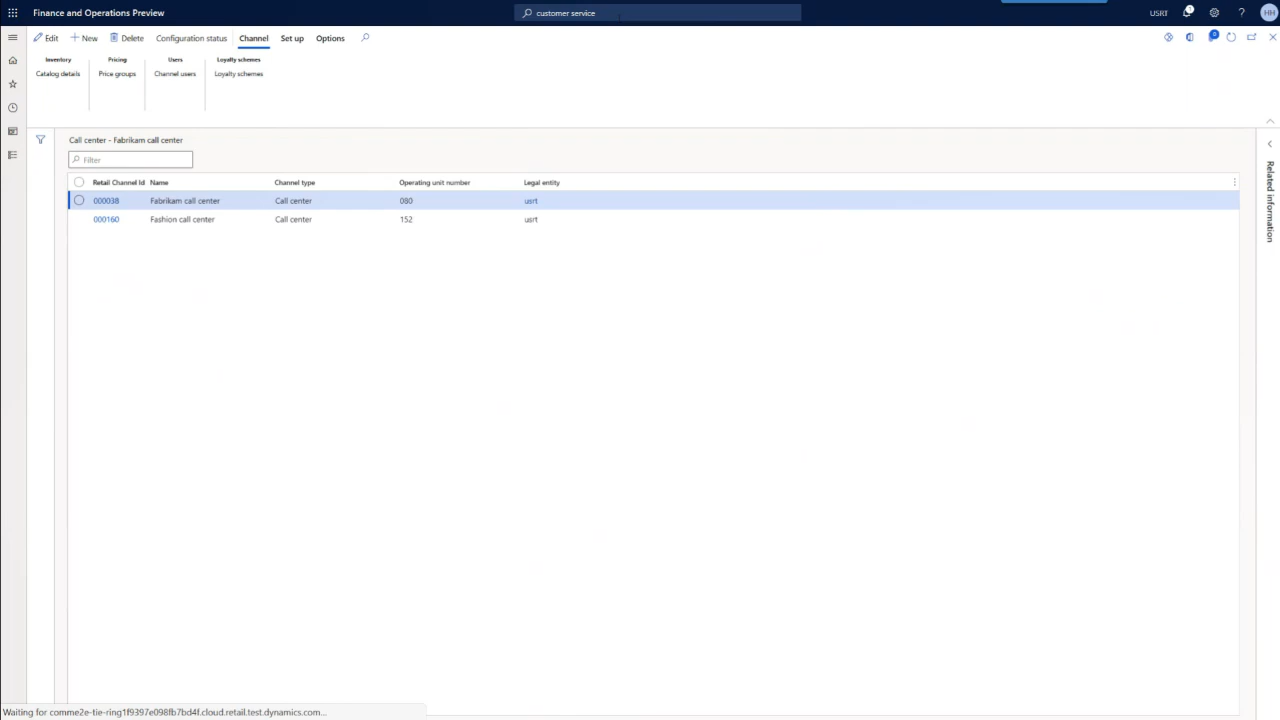 Finance and Operations Preview
customer service
USRT
1
?
HH
Edit
New
Delete
Configuration status
Channel
Set up
Options
0
Inventory
Pricing
Users
Loyalty schemes
Catalog details
Price groups
Channel users
Loyalty schemes
Call center - Fabrikam call center
Filter
Retail Channel Id Name Channel type Operating unit number Legal entity
000038 Fabrikam call center Call center 080 usrt
000160 Fashion call center Call center 152 usrt
Related information
Waiting for comme2e-tie-ring1f9397e098fb7bd4f.cloud.retail.test.dynamics.com...